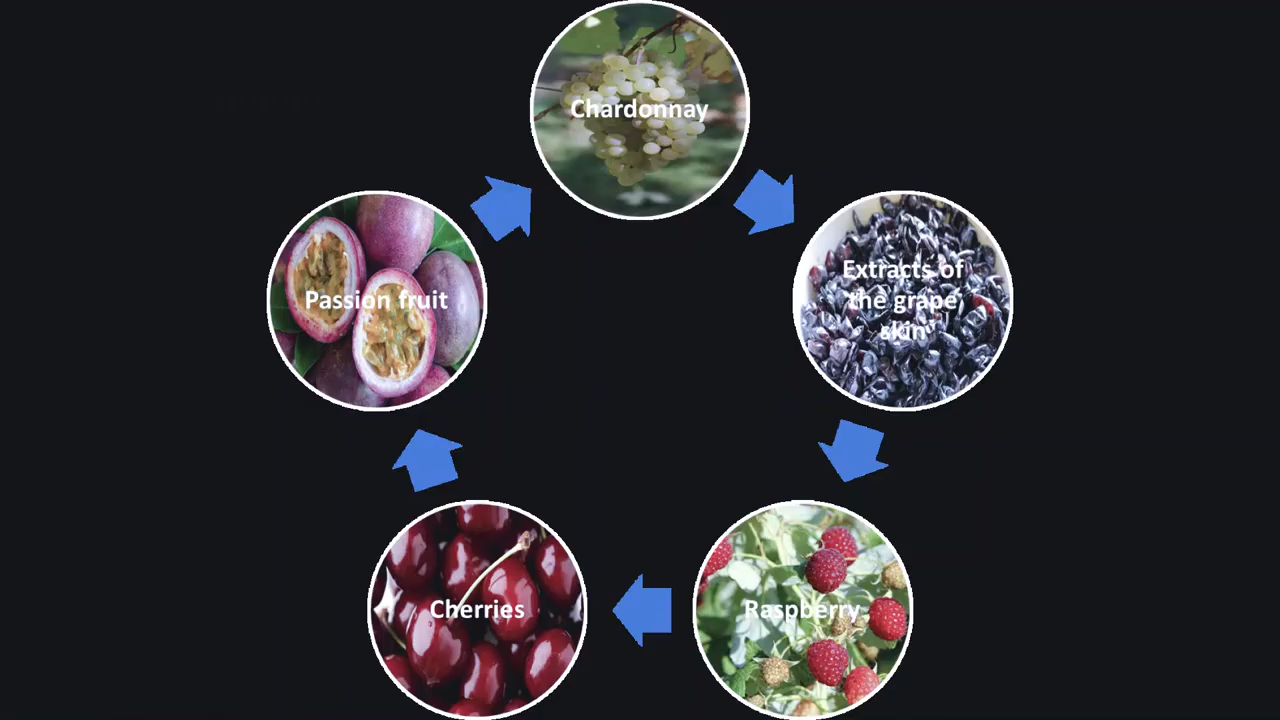 Chardonnay
Extracts of
the grape
skin
Raspberry
Cherries
Passion fruit